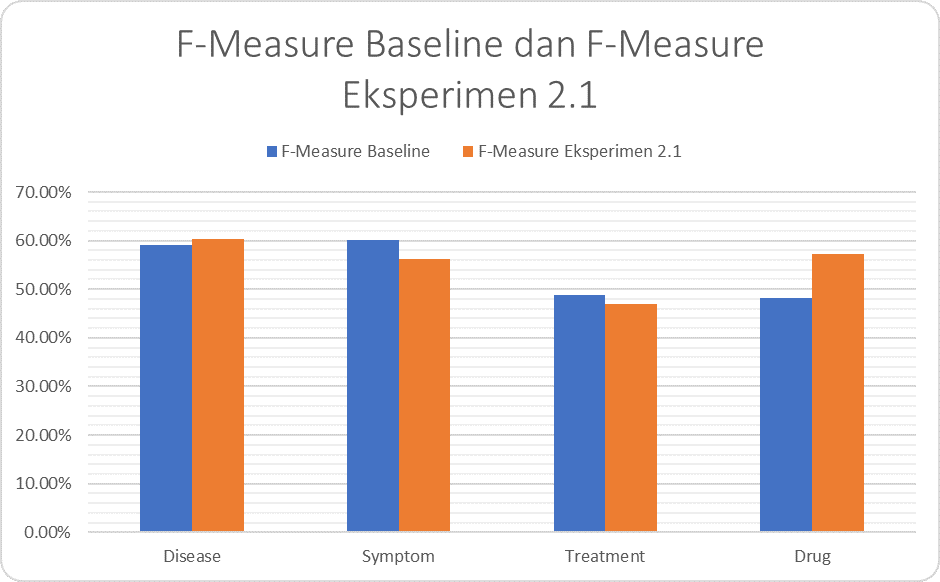 F-Measure Baseline dan F-Measure
Eksperimen 2.1
F-Measure Baseline
F-Measure Eksperimen 2.1
70.00%
60.00%
50.00%
40.00%
30.00%
20.00%
10.00%
0.00%
Disease
Symptom
Treatment
Drug